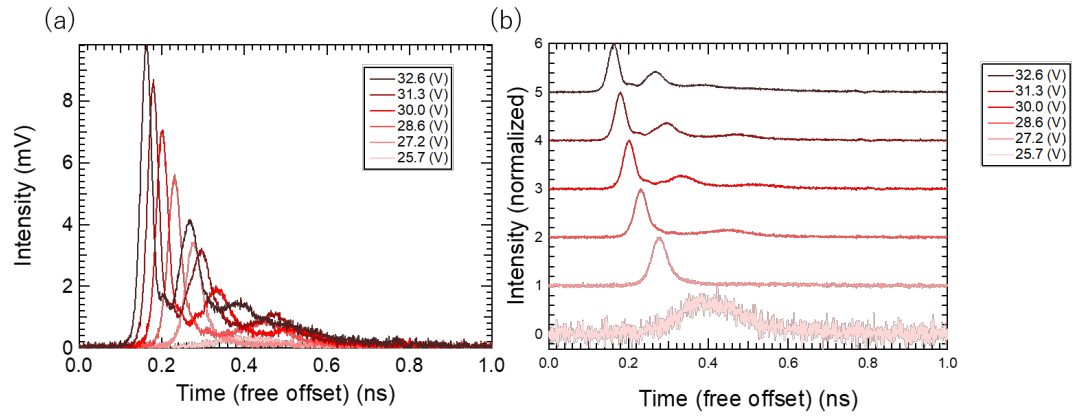 (a)
Intensity (mV)
8
6
4
2
0
32.6 (V)
31.3 (V)
30.0 (V)
28.6 (V)
27.2 (V)
25.7 (V)
0.0 0.2 0.4 0.6 0.8 1.0
Time (free offset) (ns)
(b)
Intensity (normalized)
6
5
4
3
2
1
0
0.0 0.2 0.4 0.6 0.8 1.0
Time (free offset) (ns)
32.6 (V)
31.3 (V)
30.0 (V)
28.6 (V)
27.2 (V)
25.7 (V)